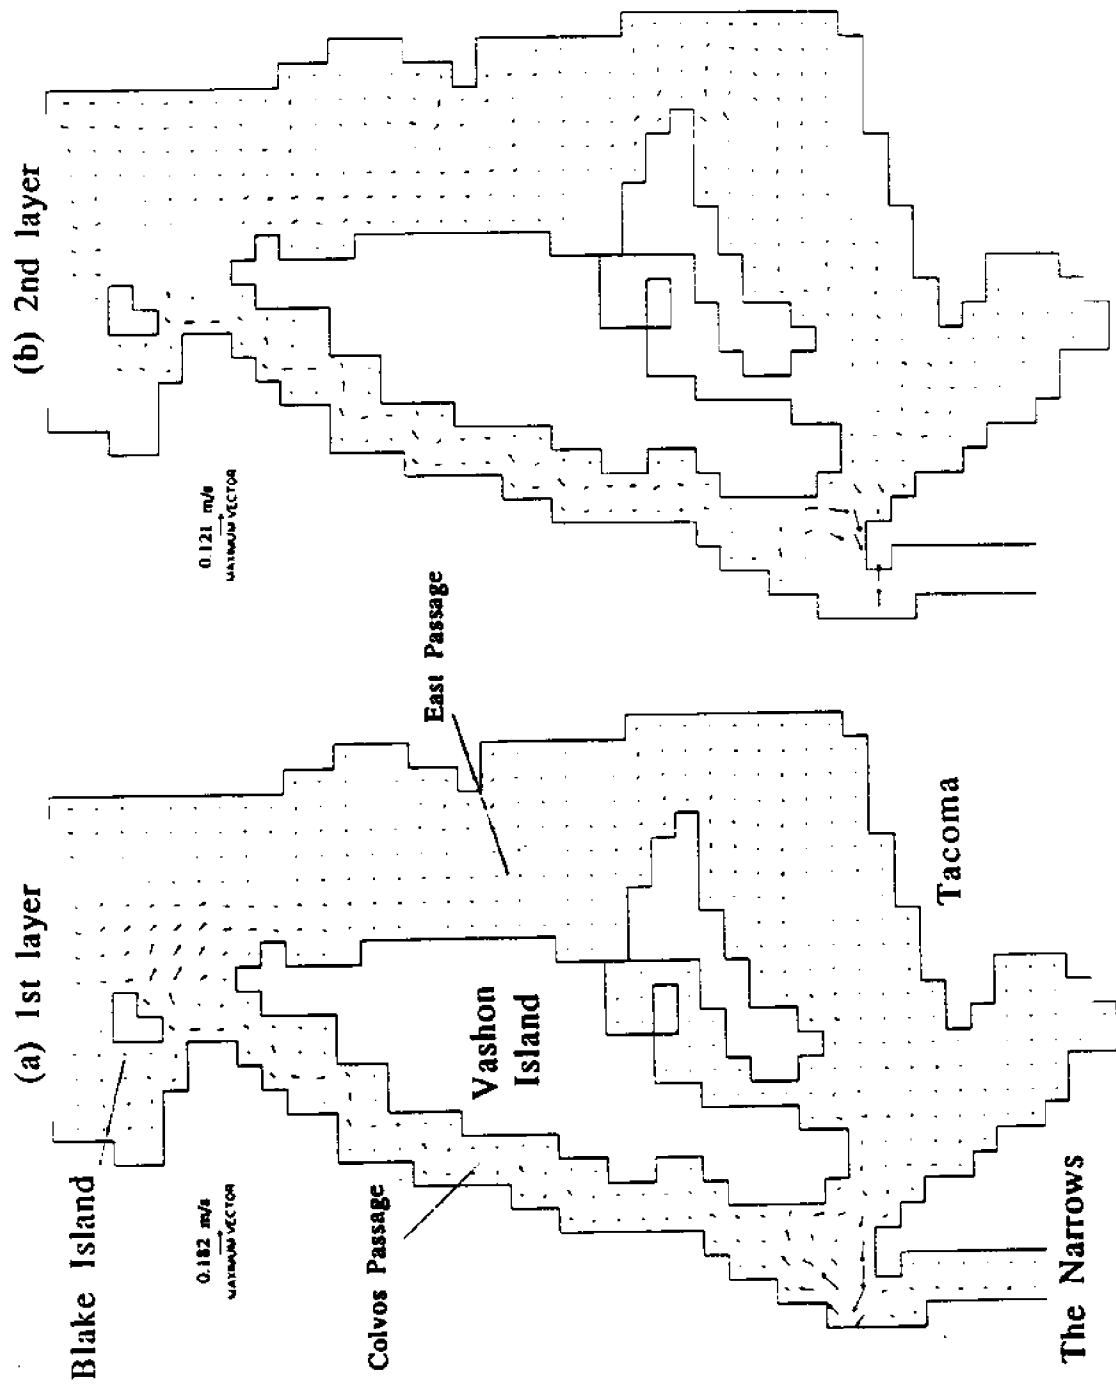 (a) 1st layer
Blake Island
0.182 m/s
MAXIMUM VECTOR
Colvos Passage
Vashon
Island
East Passage
Tacoma
The Narrows
(b) 2nd layer
0.121 m/s
MAXIMUM VECTOR